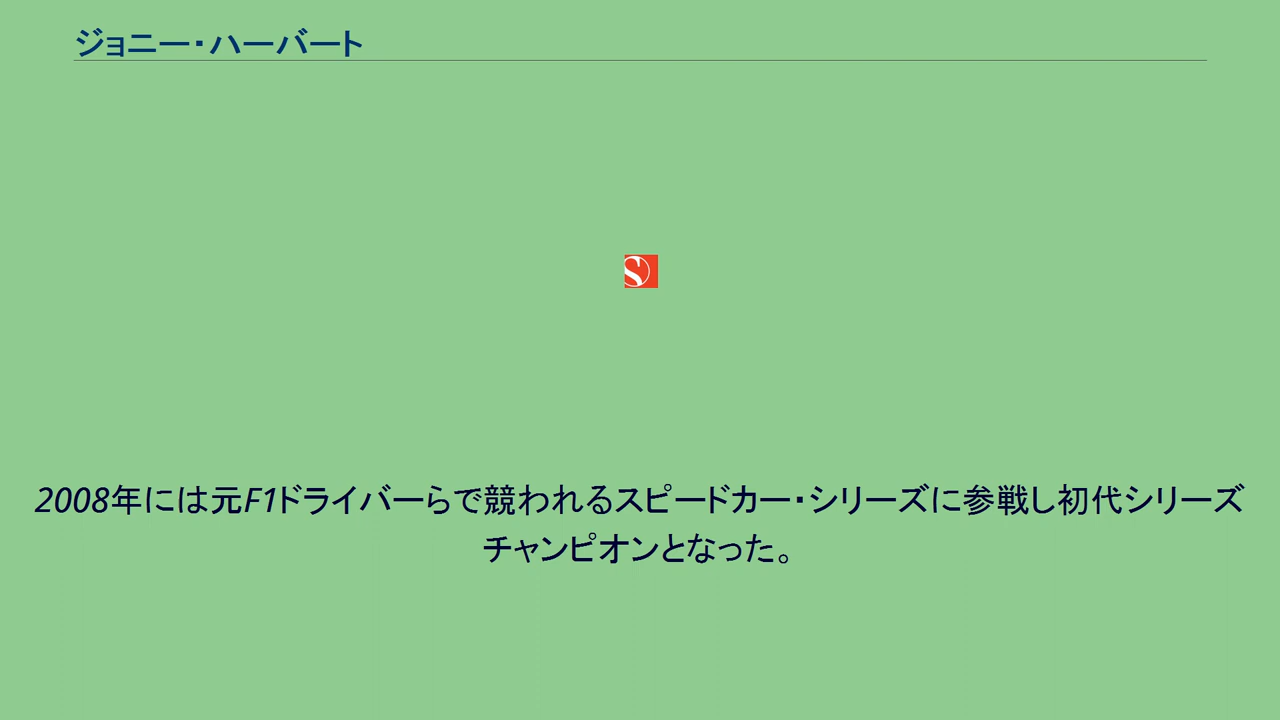 ジョニー・ハーバート
S
2008年には元F1ドライバーらで競われるスピードカー・シリーズに参戦し初代シリーズ
チャンピオンとなった。